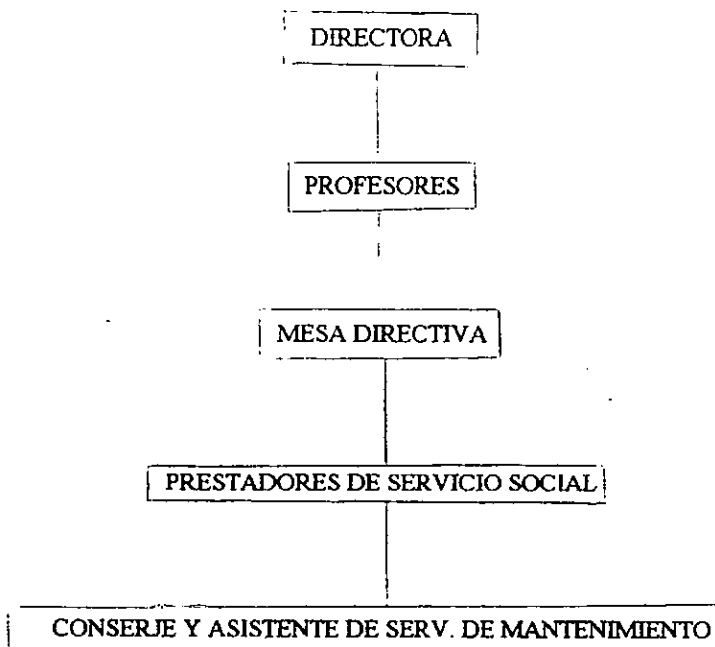 DIRECTORA
PROFESORES
MESA DIRECTIVA
PRESTADORES DE SERVICIO SOCIAL
CONSERJE Y ASISTENTE DE SERV. DE MANTENIMIENTO